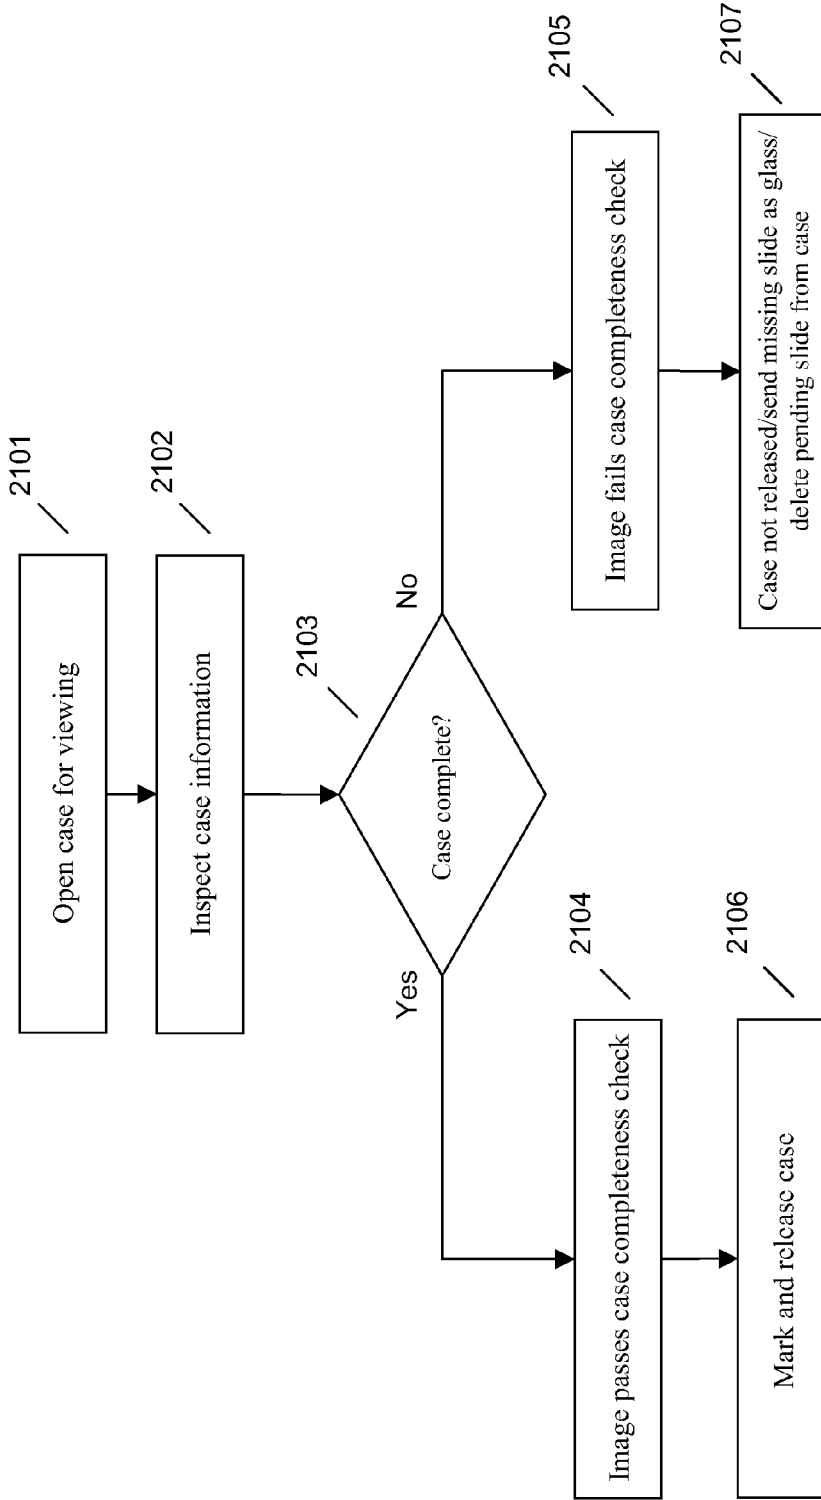 Open case for viewing
2101
Inspect case information
2102
Case complete?
2103
Yes
No
Image passes case completeness check
2104
Image fails case completeness check
2105
Mark and release case
2106
Case not released/send missing slide as glass/
delete pending slide from case
2107